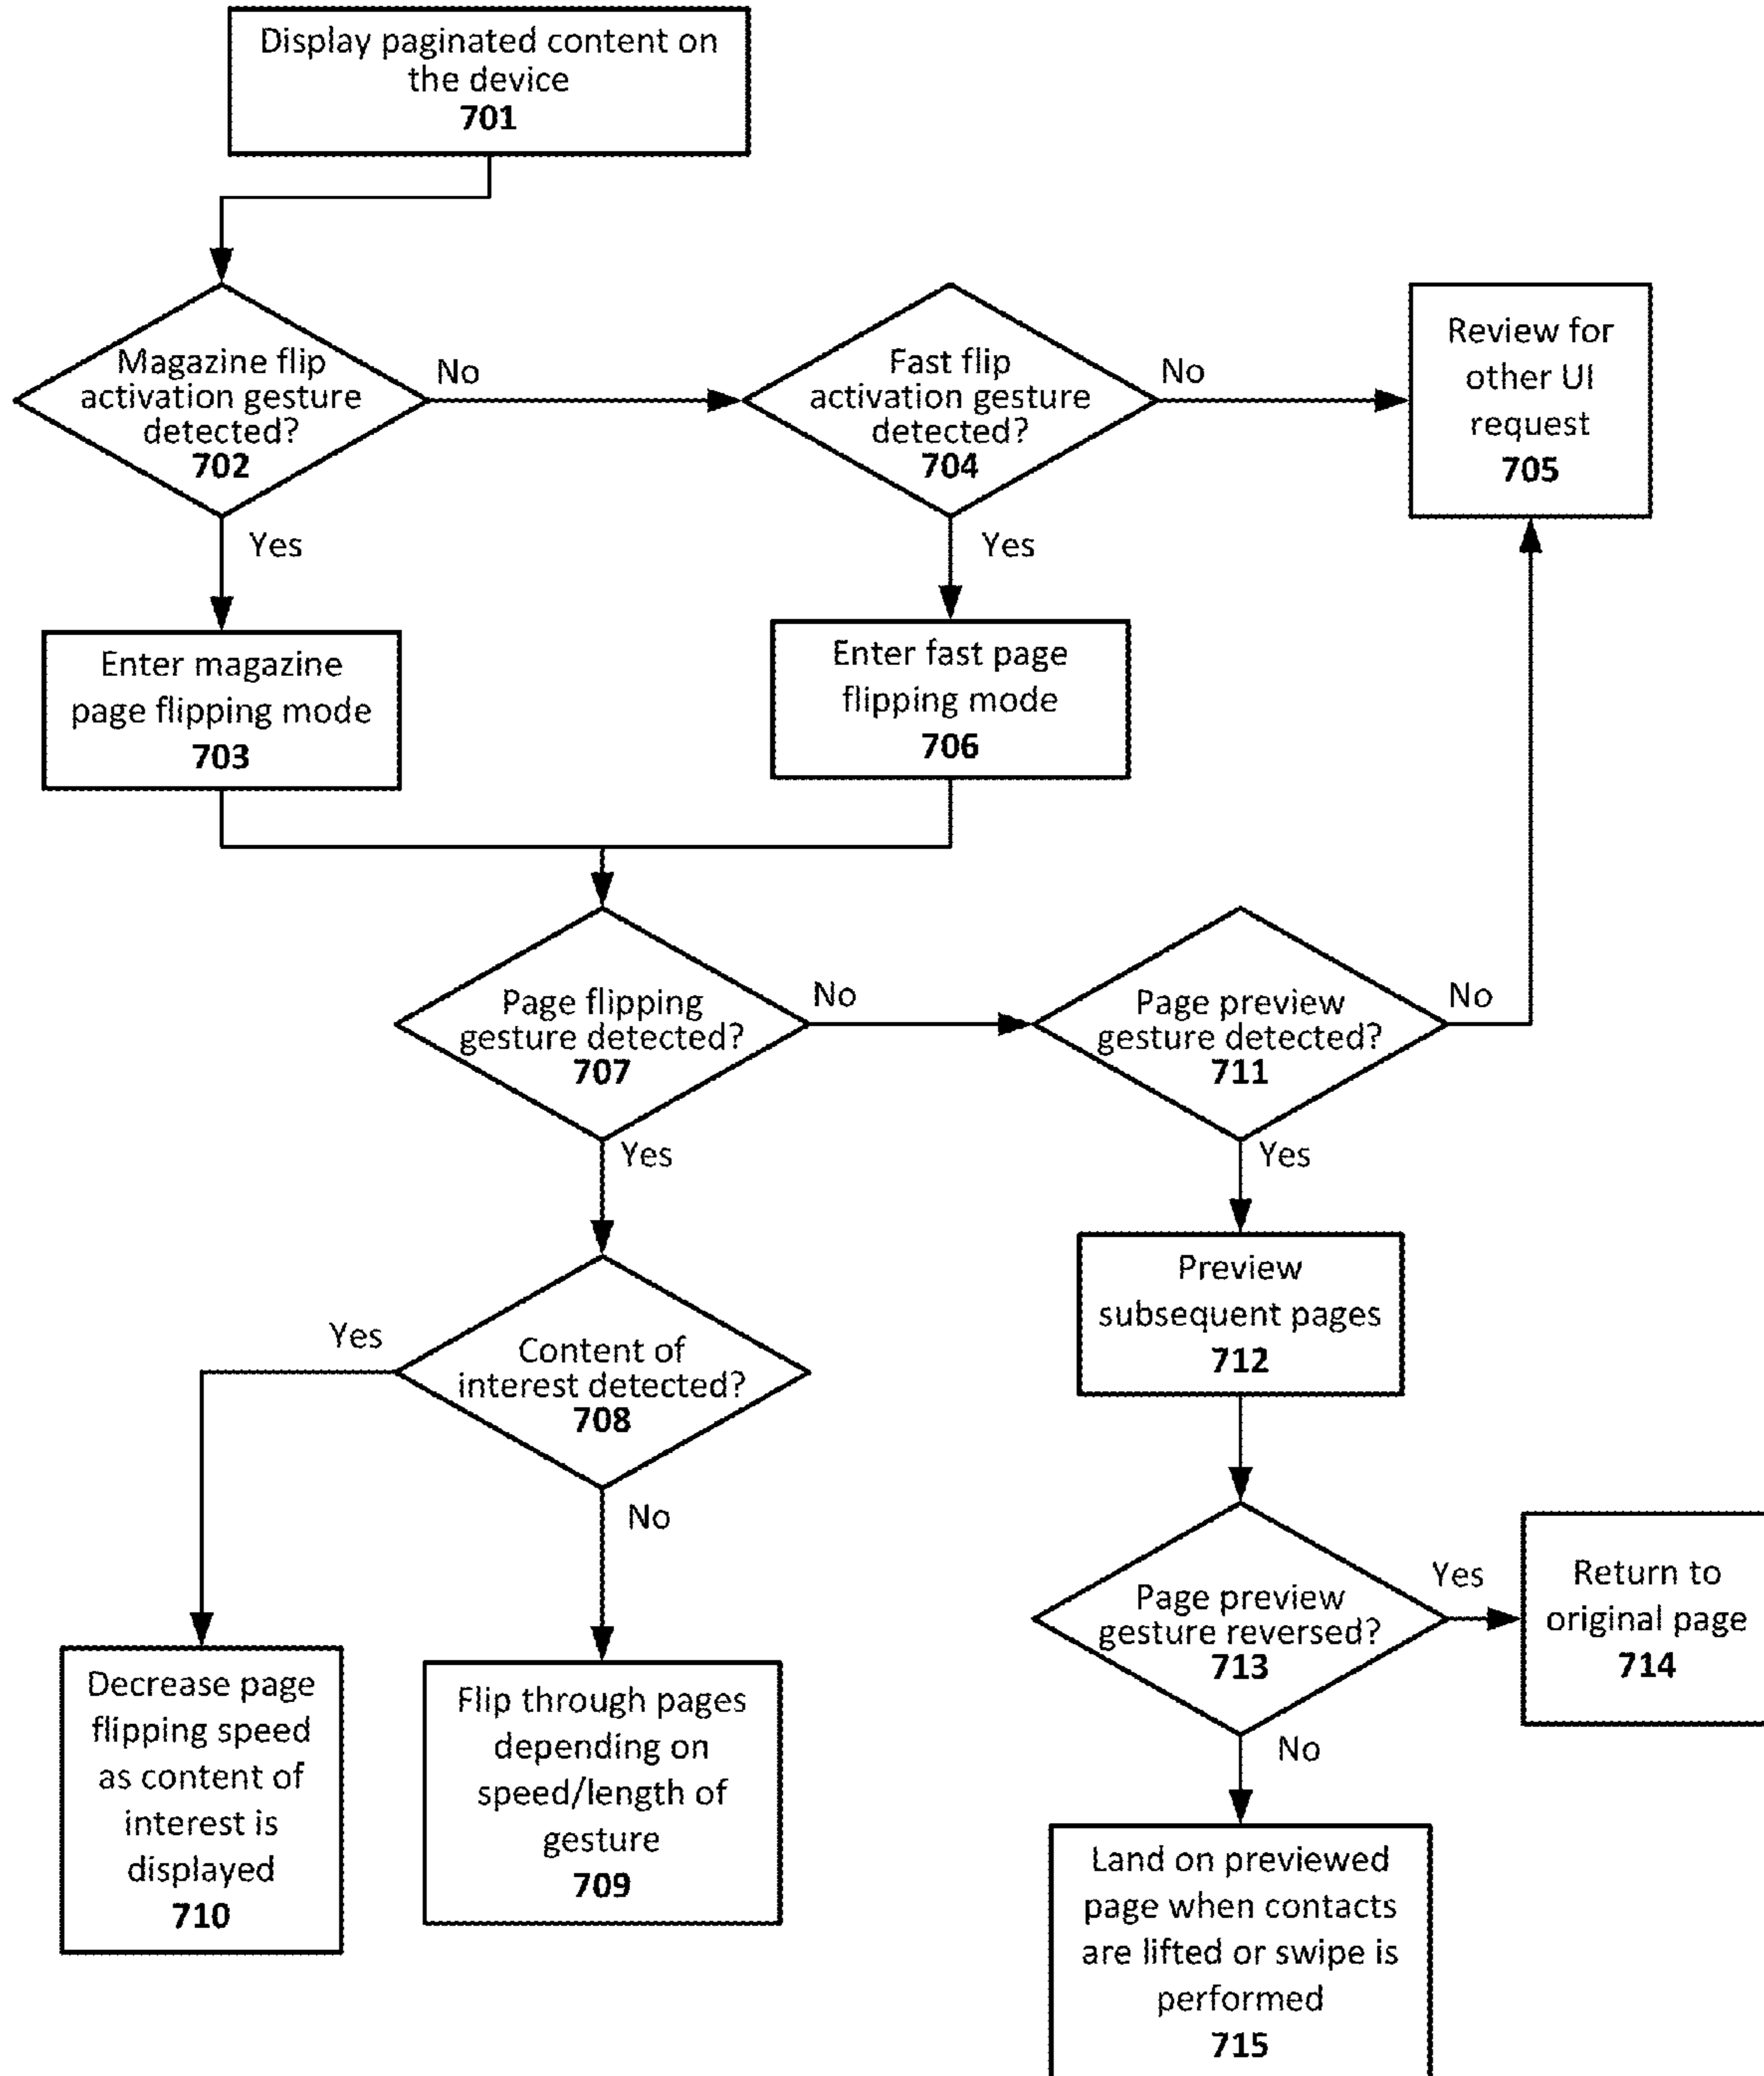 Display paginated content on
the device
701
Magazine flip
activation gesture
detected?
702
No
Fast flip
activation gesture
detected?
704
No
Review for
other UI
request
705
Yes
Yes
Enter magazine
page flipping mode
703
Enter fast page
flipping mode
706
Page flipping
gesture detected?
707
No
Page preview
gesture detected?
711
No
Yes
Yes
Yes
Content of
interest detected?
708
No
Preview
subsequent pages
712
Page preview
gesture reversed?
713
Yes
Return to
original page
714
No
Decrease page
flipping speed
as content of
interest is
displayed
710
Flip through pages
depending on
speed/length of
gesture
709
Land on previewed
page when contacts
are lifted or swipe is
performed
715